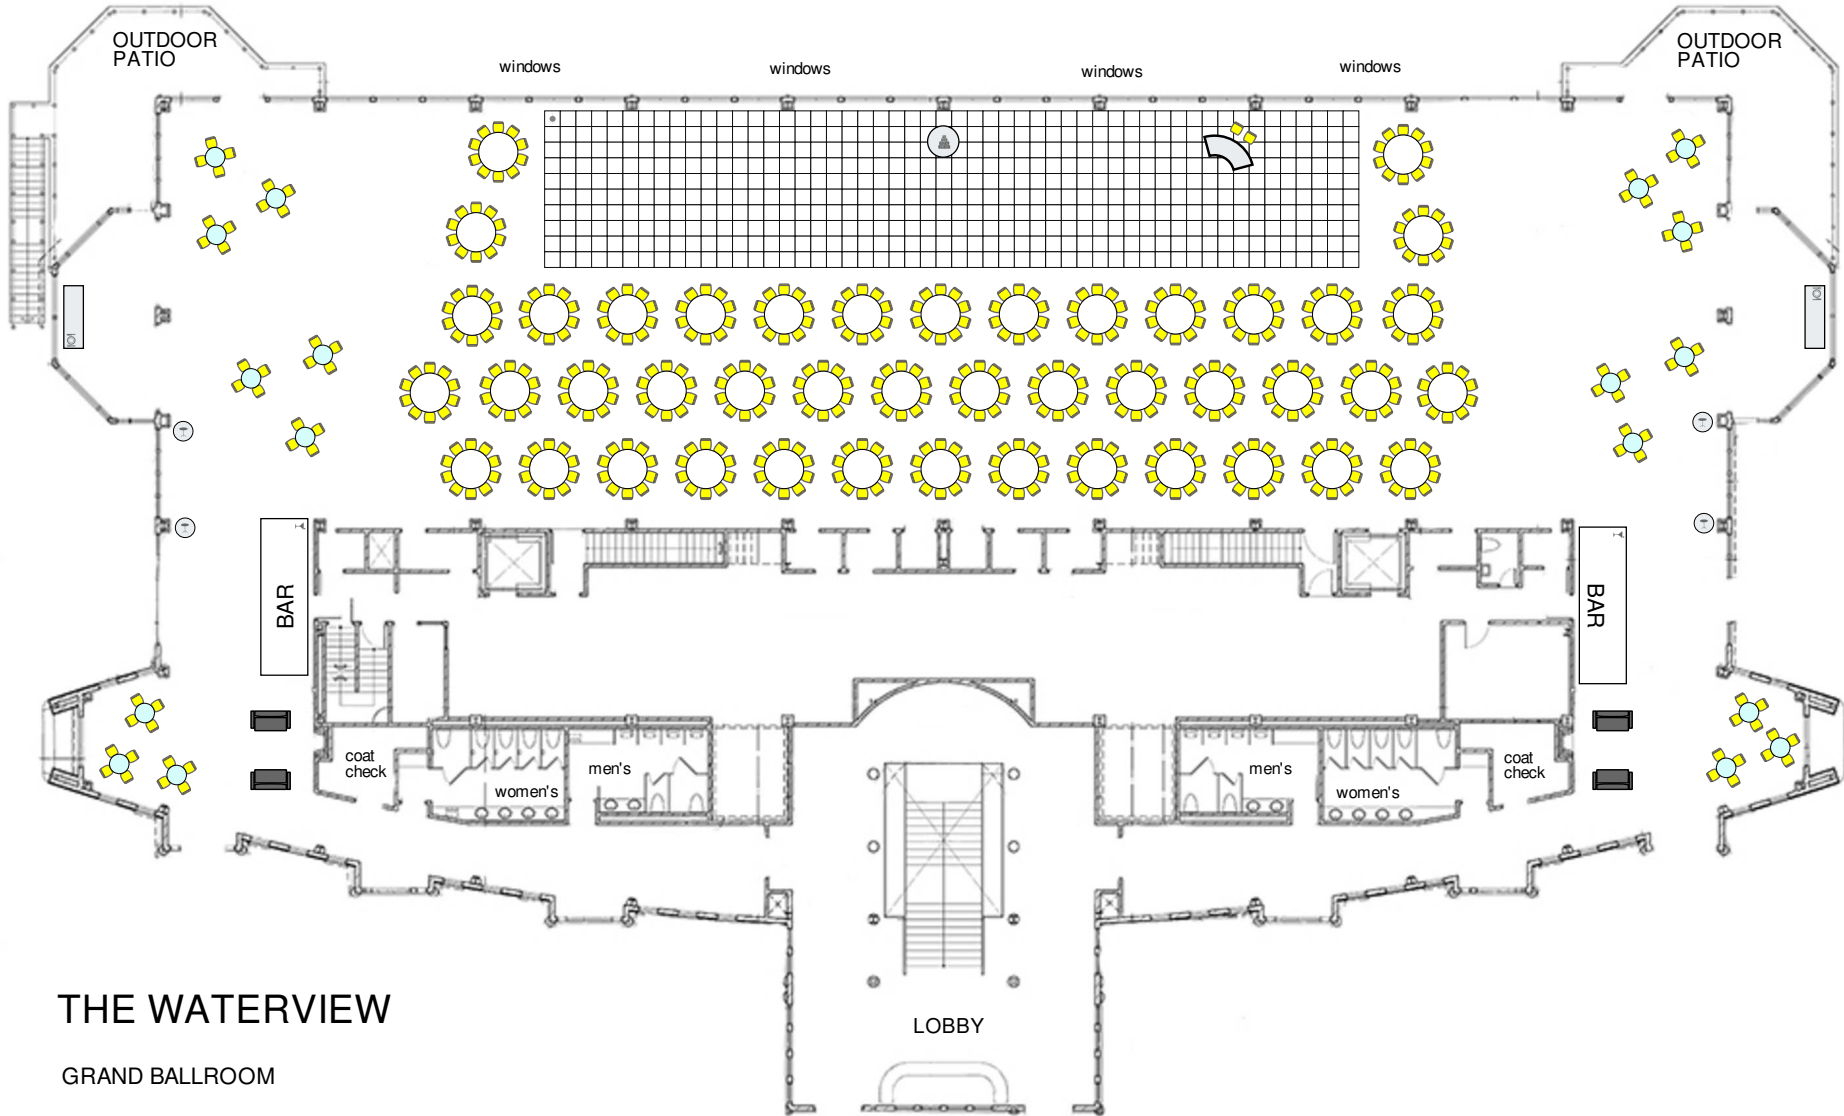 OUTDOOR
PATIO
windows
windows
windows
windows
OUTDOOR
PATIO
BAR
BAR
coat
check
women's
men's
men's
women's
coat
check
THE WATERVIEW
LOBBY
GRAND BALLROOM